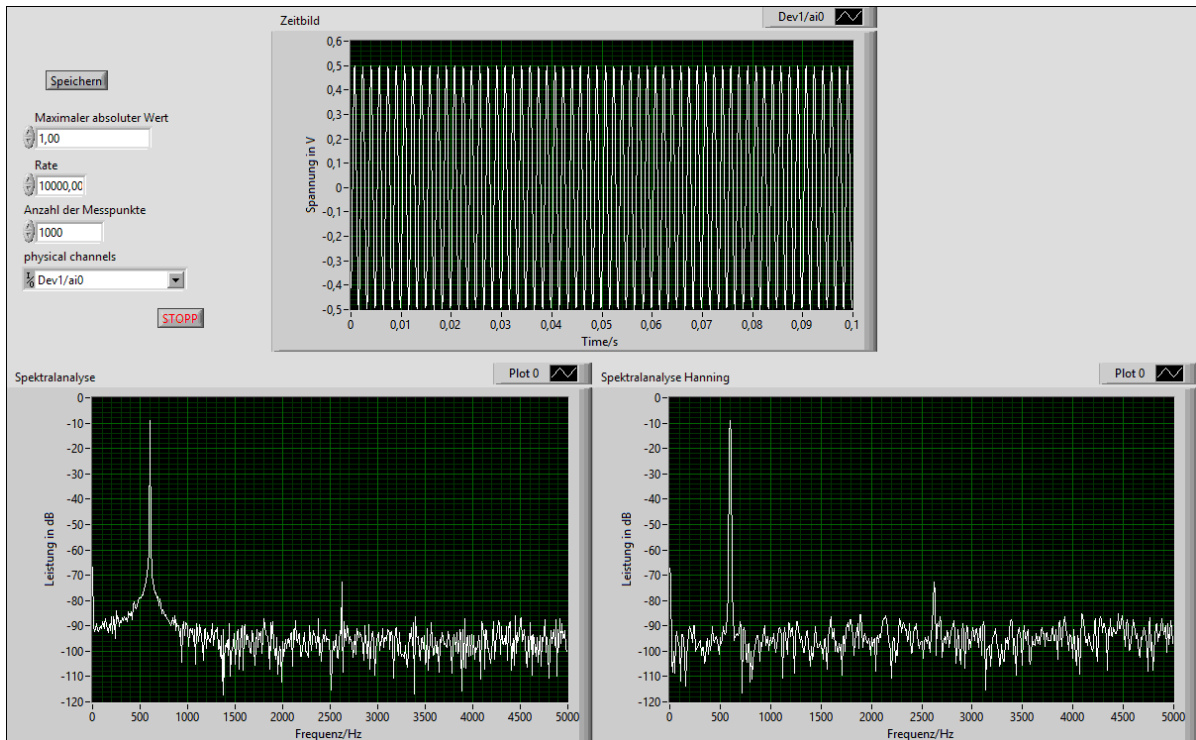 Zeitbild
Dev1/ai0
Speichern
Maximaler absoluter Wert
1,00
Rate
10000,00
Anzahl der Messpunkte
1000
physical channels
I/0 Dev1/ai0
STOPP
Spannung in V
0,6
0,5
0,4
0,3
0,2
0,1
0
-0,1
-0,2
-0,3
-0,4
-0,5
0 0,01 0,02 0,03 0,04 0,05 0,06 0,07 0,08 0,09 0,1
Time/s
Spektralanalyse
Plot 0
Leistung in dB
0
-10
-20
-30
-40
-50
-60
-70
-80
-90
-100
-110
-120
0 500 1000 1500 2000 2500 3000 3500 4000 4500 5000
Frequenz/Hz
Spektralanalyse Hanning
Plot 0
Leistung in dB
0
-10
-20
-30
-40
-50
-60
-70
-80
-90
-100
-110
-120
0 500 1000 1500 2000 2500 3000 3500 4000 4500 5000
Frequenz/Hz